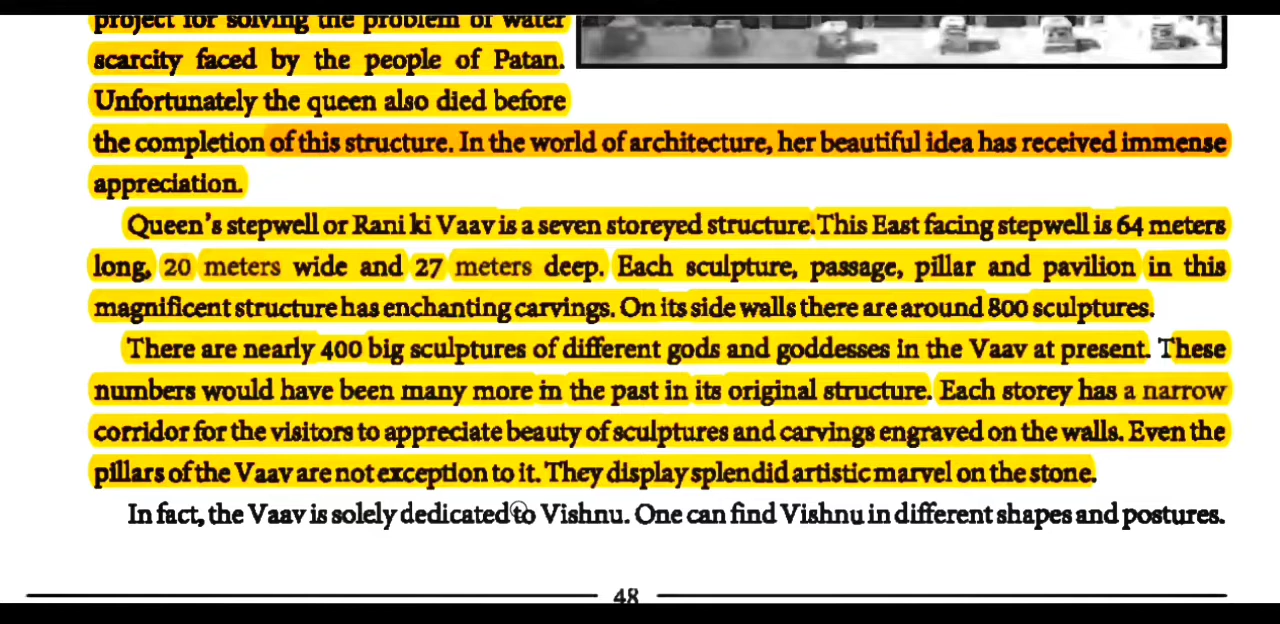 project for solving the problem of water
scarcity faced by the people of Patan.
Unfortunately the queen also died before
the completion of this structure. In the world of architecture, her beautiful idea has received immense
appreciation.
Queen's stepwell or Rani ki Vaav is a seven storeyed structure. This East facing stepwell is 64 meters
long, 20 meters wide and 27 meters deep. Each sculpture, passage, pillar and pavilion in this
magnificent structure has enchanting carvings. On its side walls there are around 800 sculptures.
There are nearly 400 big sculptures of different gods and goddesses in the Vaav at present. These
numbers would have been many more in the past in its original structure. Each storey has a narrow
corridor for the visitors to appreciate beauty of sculptures and carvings engraved on the walls. Even the
pillars of the Vaav are not exception to it. They display splendid artistic marvel on the stone.
In fact, the Vaav is solely dedicated to Vishnu. One can find Vishnu in different shapes and postures.
48